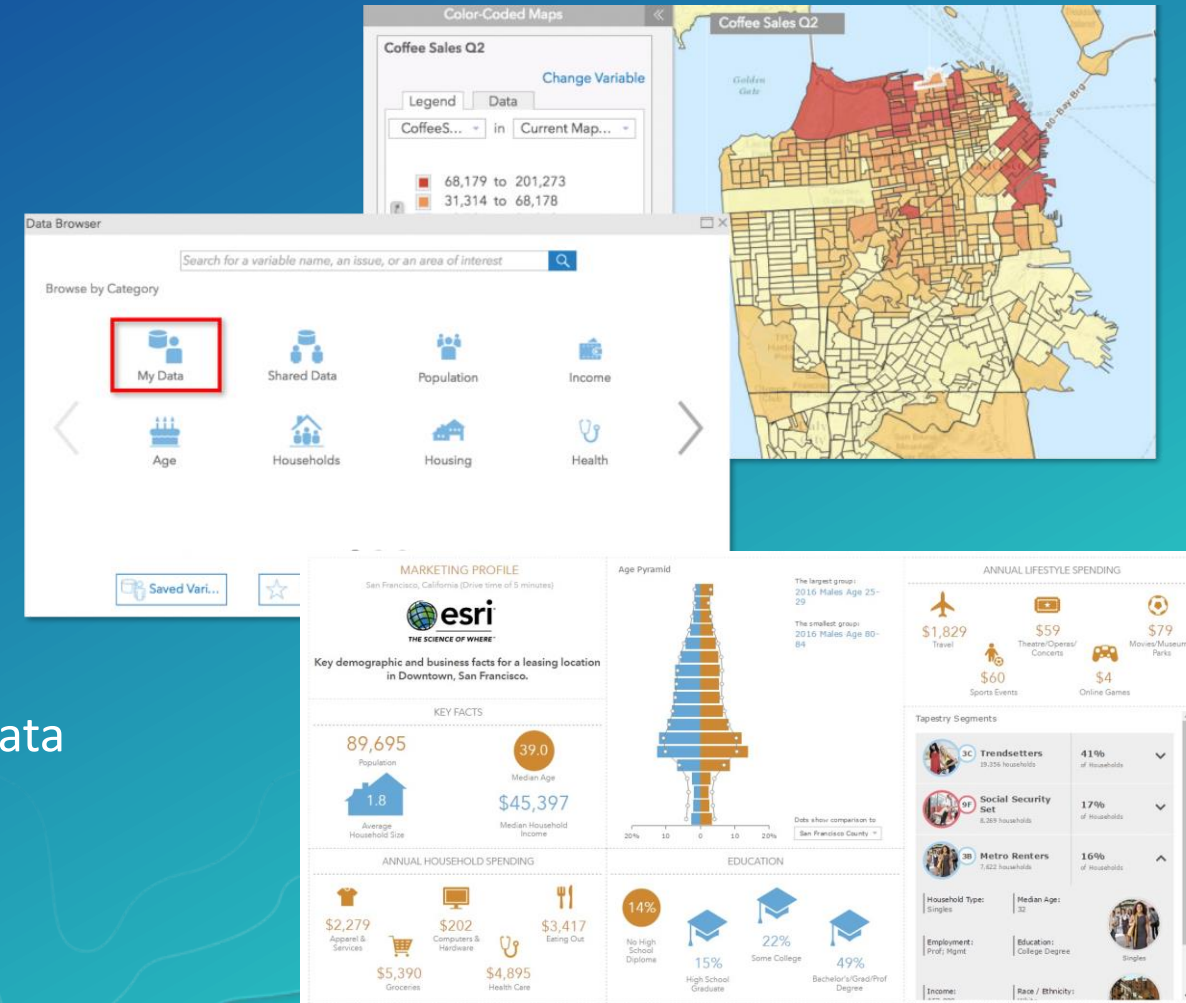 Color-Coded Maps
Coffee Sales Q2
Change Variable
Legend Data
CoffeeS... in Current Map...
68,179 to 201,273
31,314 to 68,178
Coffee Sales Q2
Golden
Gate
80-Bay Brg
Data Browser
Search for a variable name, an issue, or an area of interest
Browse by Category
My Data
Shared Data
Population
Income
Age
Households
Housing
Health
Saved Vari...
ata
MARKETING PROFILE
San Francisco, California (Drive time of 5 minutes)
esri
THE SCIENCE OF WHERE
Key demographic and business facts for a leasing location
in Downtown, San Francisco.
KEY FACTS
89,695
Population
39.0
Median Age
1.8
Average
Household Size
$45,397
Median Household
Income
ANNUAL HOUSEHOLD SPENDING
$2,279
Apparel &
Services
$202
Computers &
Hardware
$3,417
Eating Out
$5,390
Groceries
$4,895
Health Care
Age Pyramid
The largest group:
2016 Males Age 25-
29
The smallest group:
2016 Males Age 80-
84
20% 10 0 10 20%
Dots show comparison to
San Francisco County
EDUCATION
14%
No High
School
Diploma
15%
High School
Graduate
22%
Some College
49%
Bachelor's/Grad/Prof
Degree
ANNUAL LIFESTYLE SPENDING
$1,829
Travel
$59
Theatre/Operas/
Concerts
$79
Movies/Museum
Parks
$60
Sports Events
$4
Online Games
Tapestry Segments
3C Trendsetters
19,356 households
41%
of Households
9F Social Security
Set
8,269 households
17%
of Households
3B Metro Renters
7,622 households
16%
of Households
Household Type:
Singles
Median Age:
32
Employment:
Prof; Mgmt
Education:
College Degree
Singles
Income:
Race / Ethnicity: